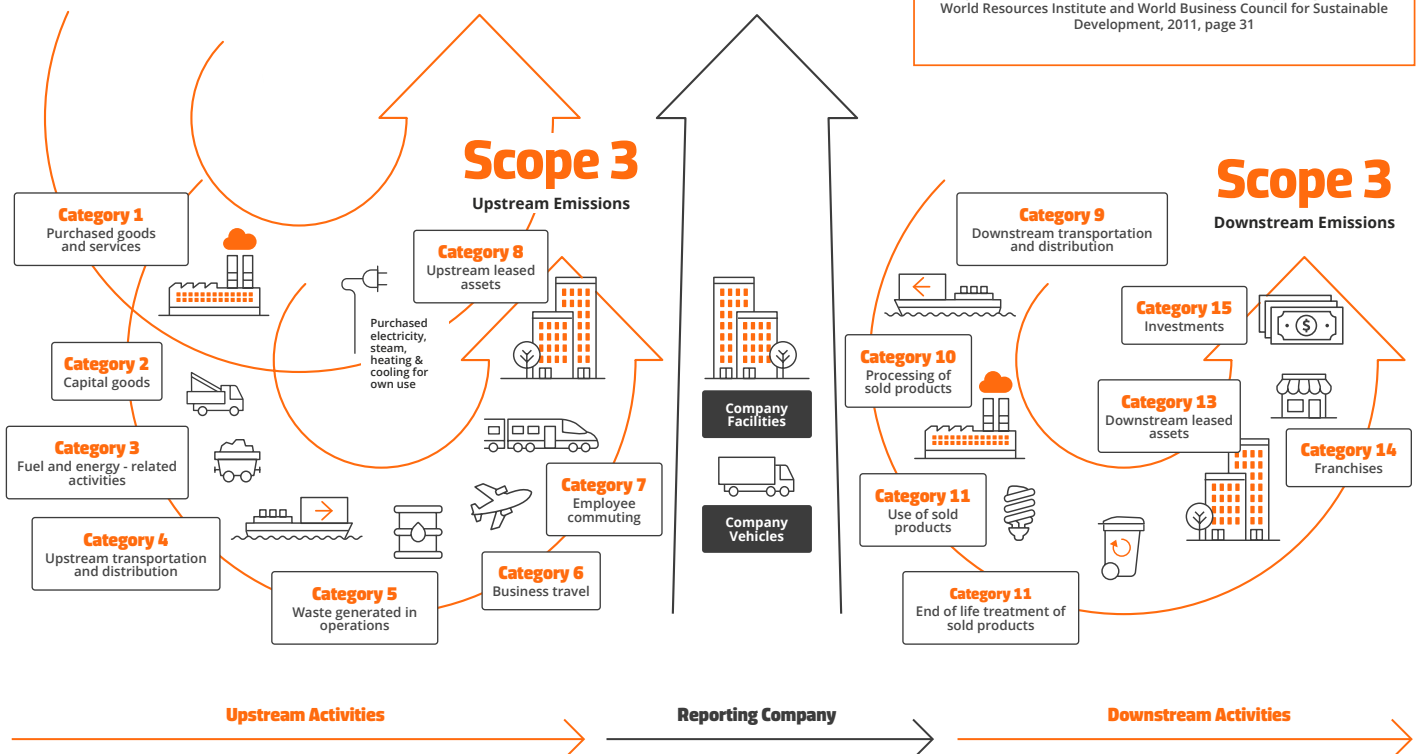 World Resources Institute and World Business Council for Sustainable
Development, 2011, page 31
Scope 3
Upstream Emissions
Category 1
Purchased goods
and services
Category 8
Upstream leased
assets
Purchased
electricity,
steam,
heating &
cooling for
own use
Category 2
Capital goods
Category 3
Fuel and energy - related
activities
Category 4
Upstream transportation
and distribution
Category 5
Waste generated in
operations
Category 6
Business travel
Category 7
Employee
commuting
Company
Facilities
Company
Vehicles
Scope 3
Downstream Emissions
Category 9
Downstream transportation
and distribution
Category 15
Investments
$
Category 10
Processing of
sold products
Category 13
Downstream leased
assets
Category 14
Franchises
Category 11
Use of sold
products
Category 11
End of life treatment of
sold products
Upstream Activities
Reporting Company
Downstream Activities